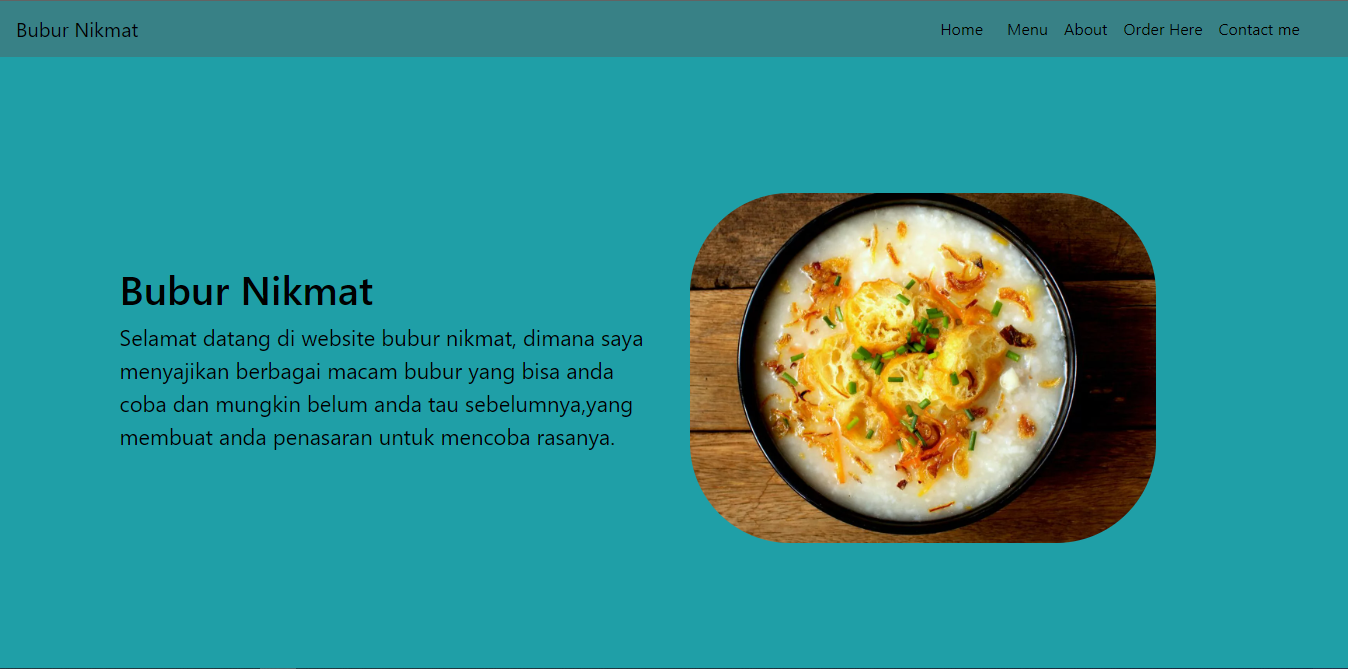 Bubur Nikmat
Home Menu About Order Here Contact me
Bubur Nikmat
Selamat datang di website bubur nikmat, dimana saya
menyajikan berbagai macam bubur yang bisa anda
coba dan mungkin belum anda tau sebelumnya,yang
membuat anda penasaran untuk mencoba rasanya.